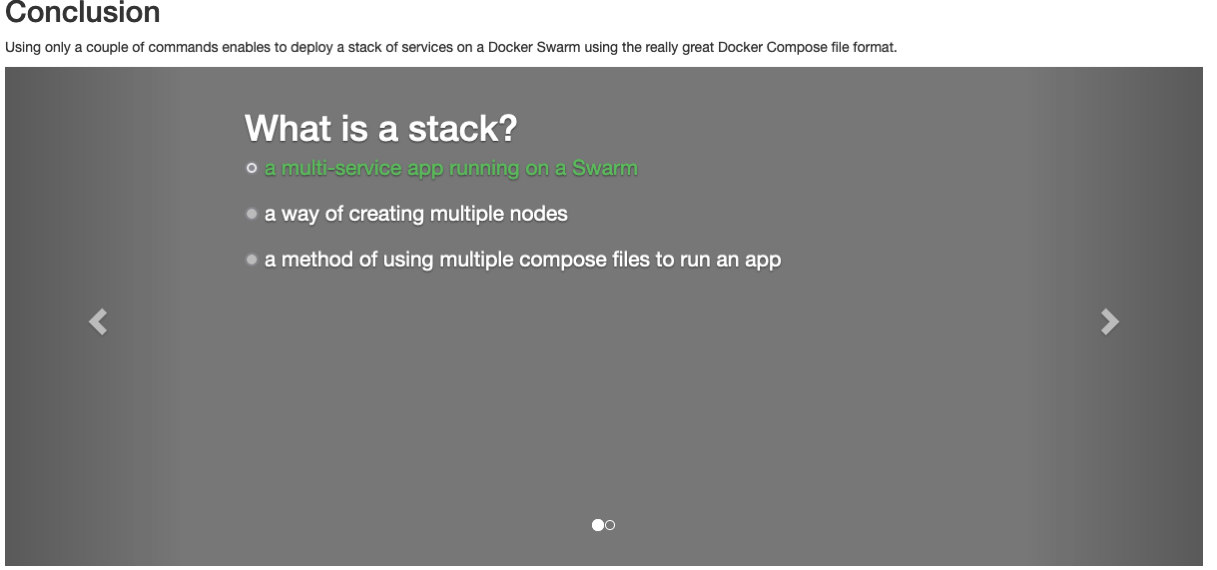 Conclusion
Using only a couple of commands enables to deploy a stack of services on a Docker Swarm using the really great Docker Compose file format.
What is a stack?
a multi-service app running on a Swarm
a way of creating multiple nodes
a method of using multiple compose files to run an app